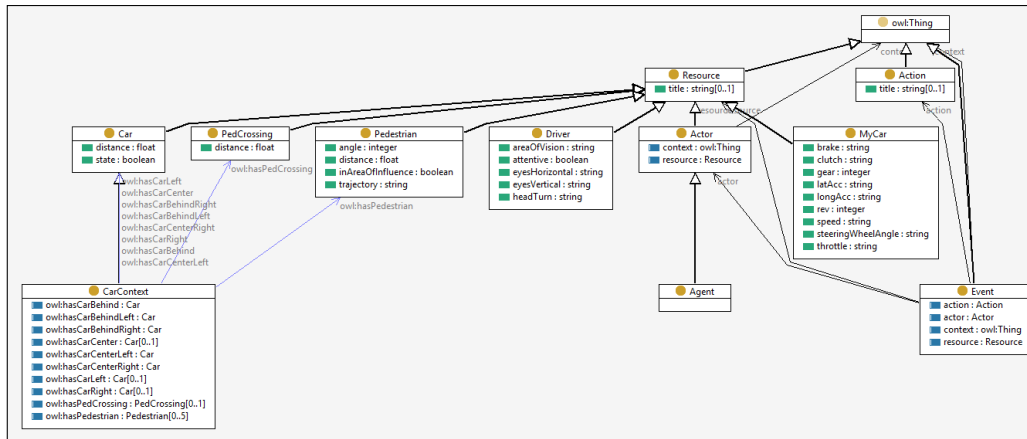 owl:Thing
context
context
Resource
title : string[0..1]
Action
title : string[0..1]
resource
resource
action
Car
distance : float
state : boolean
PedCrossing
distance : float
Pedestrian
angle : integer
distance : float
inAreaOfInfluence : boolean
trajectory : string
Driver
areaOfVision : string
attentive : boolean
eyesHorizontal : string
eyesVertical : string
headTurn : string
Actor
context : owl:Thing
resource : Resource
MyCar
brake : string
clutch : string
gear : integer
latAcc : string
longAcc : string
rev : integer
speed : string
steeringWheelAngle : string
throttle : string
owl:hasCarLeft
owl:hasCarCenter
owl:hasCarBehindRight
owl:hasCarBehindLeft
owl:hasCarCenterRight
owl:hasCarRight
owl:hasCarBehind
owl:hasCarCenterLeft
owl:hasPedCrossing
owl:hasPedestrian
actor
CarContext
owl:hasCarBehind : Car
owl:hasCarBehindLeft : Car
owl:hasCarBehindRight : Car
owl:hasCarCenter : Car[0..1]
owl:hasCarCenterLeft : Car
owl:hasCarCenterRight : Car
owl:hasCarLeft : Car[0..1]
owl:hasCarRight : Car[0..1]
owl:hasPedCrossing : PedCrossing[0..1]
owl:hasPedestrian : Pedestrian[0..5]
Agent
Event
action : Action
actor : Actor
context : owl:Thing
resource : Resource